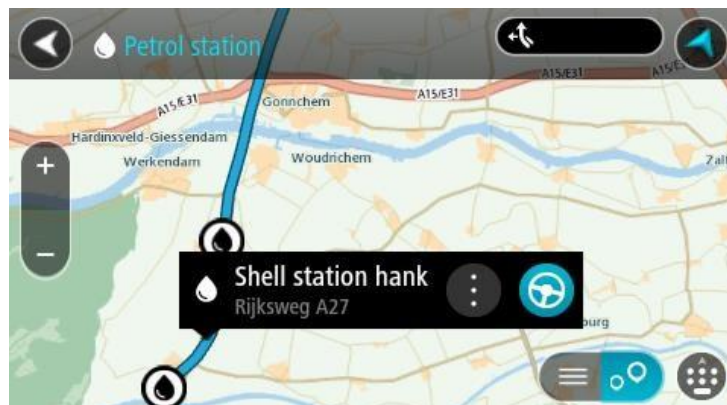 Petrol station
A15/E31
A15/E31
A15/E31
A15/E
Gonnchem
Hardinxveld-Giessendam
Werkendam
Woudrichem
Zal
+
–
Shell station hank
Rijksweg A27
burg